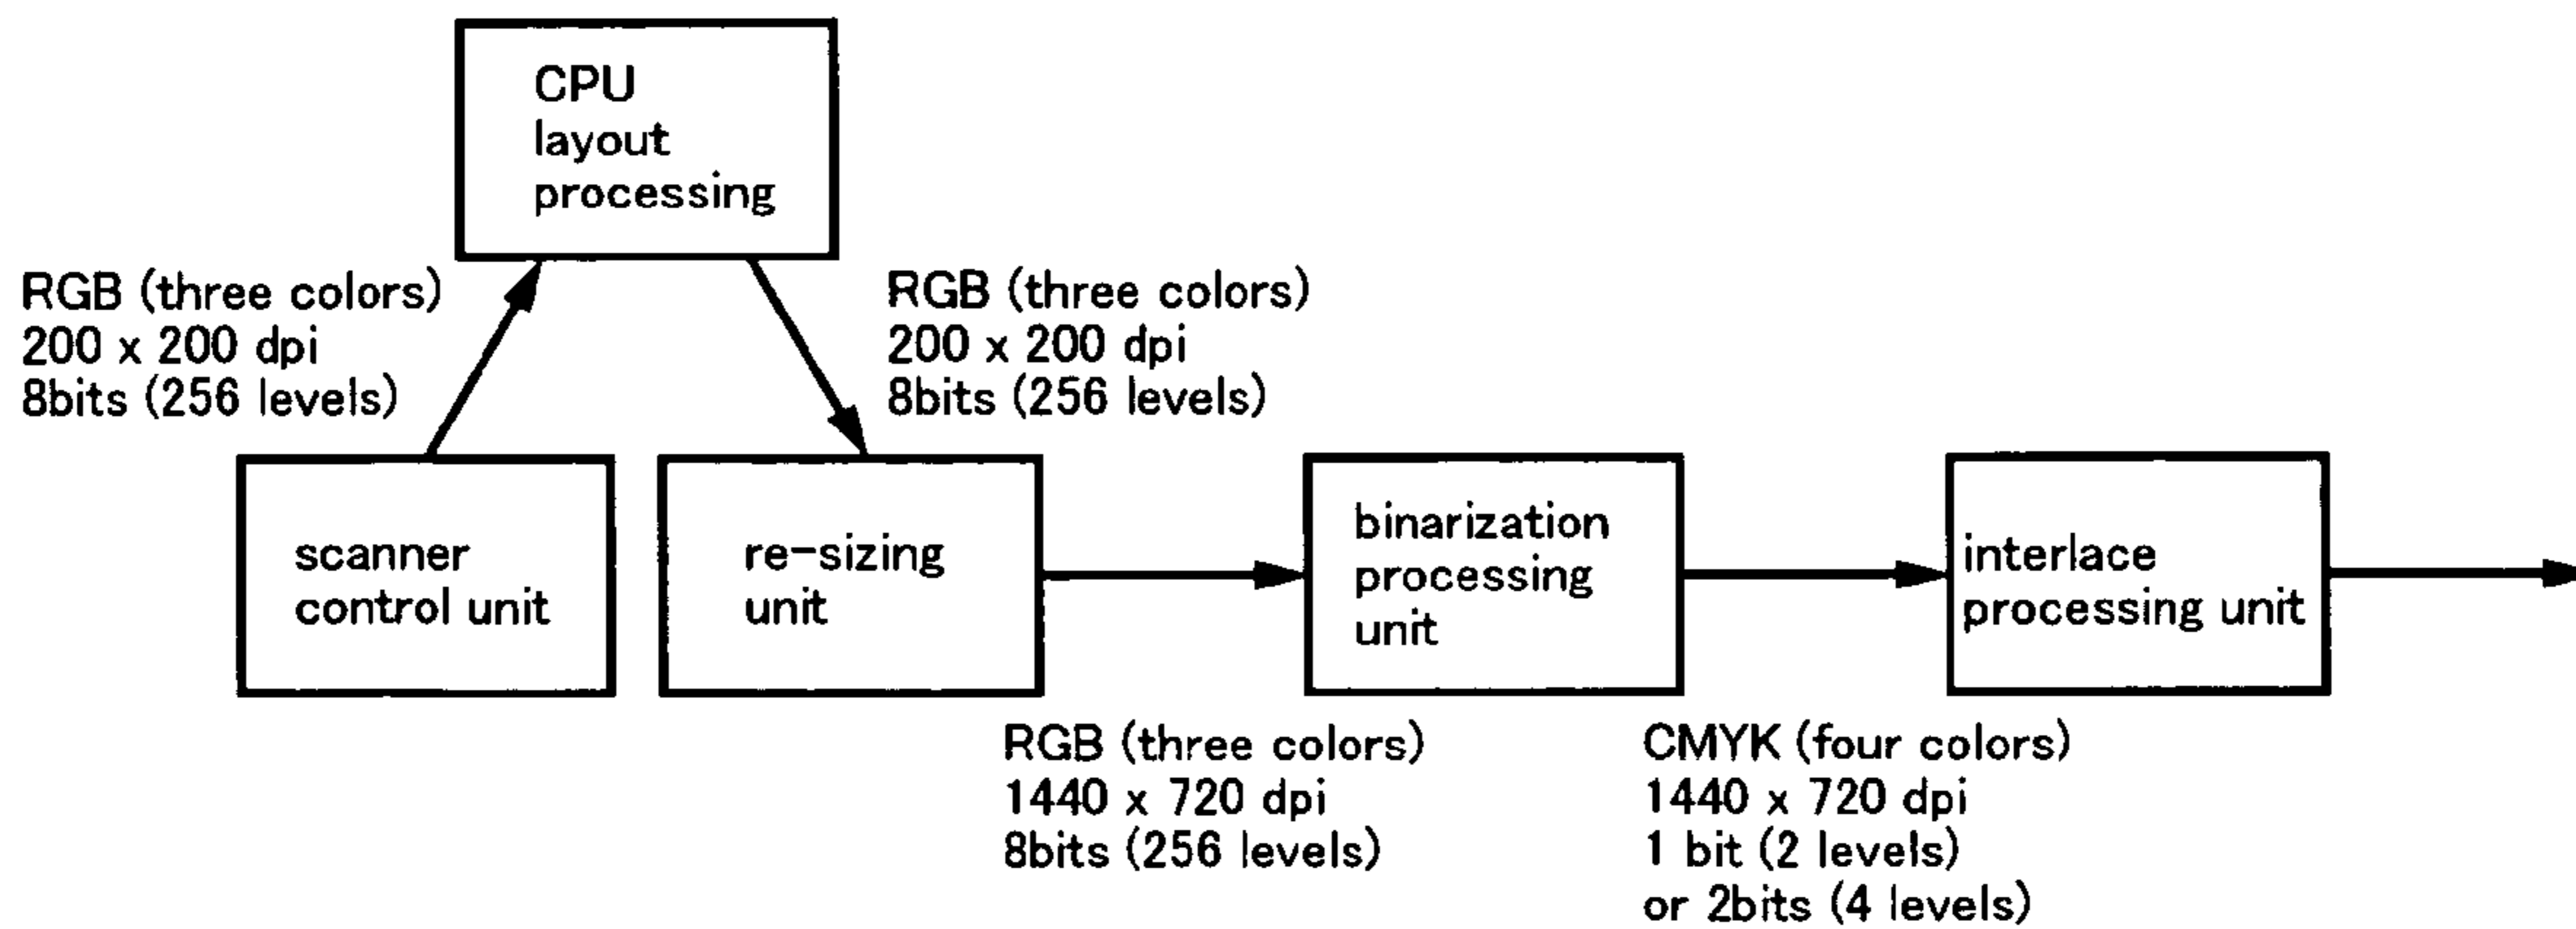 CPU
layout
processing
RGB (three colors)
200 x 200 dpi
8bits (256 levels)
RGB (three colors)
200 x 200 dpi
8bits (256 levels)
scanner
control unit
re-sizing
unit
binarization
processing
unit
interlace
processing unit
RGB (three colors)
1440 x 720 dpi
8bits (256 levels)
CMYK (four colors)
1440 x 720 dpi
1 bit (2 levels)
or 2bits (4 levels)